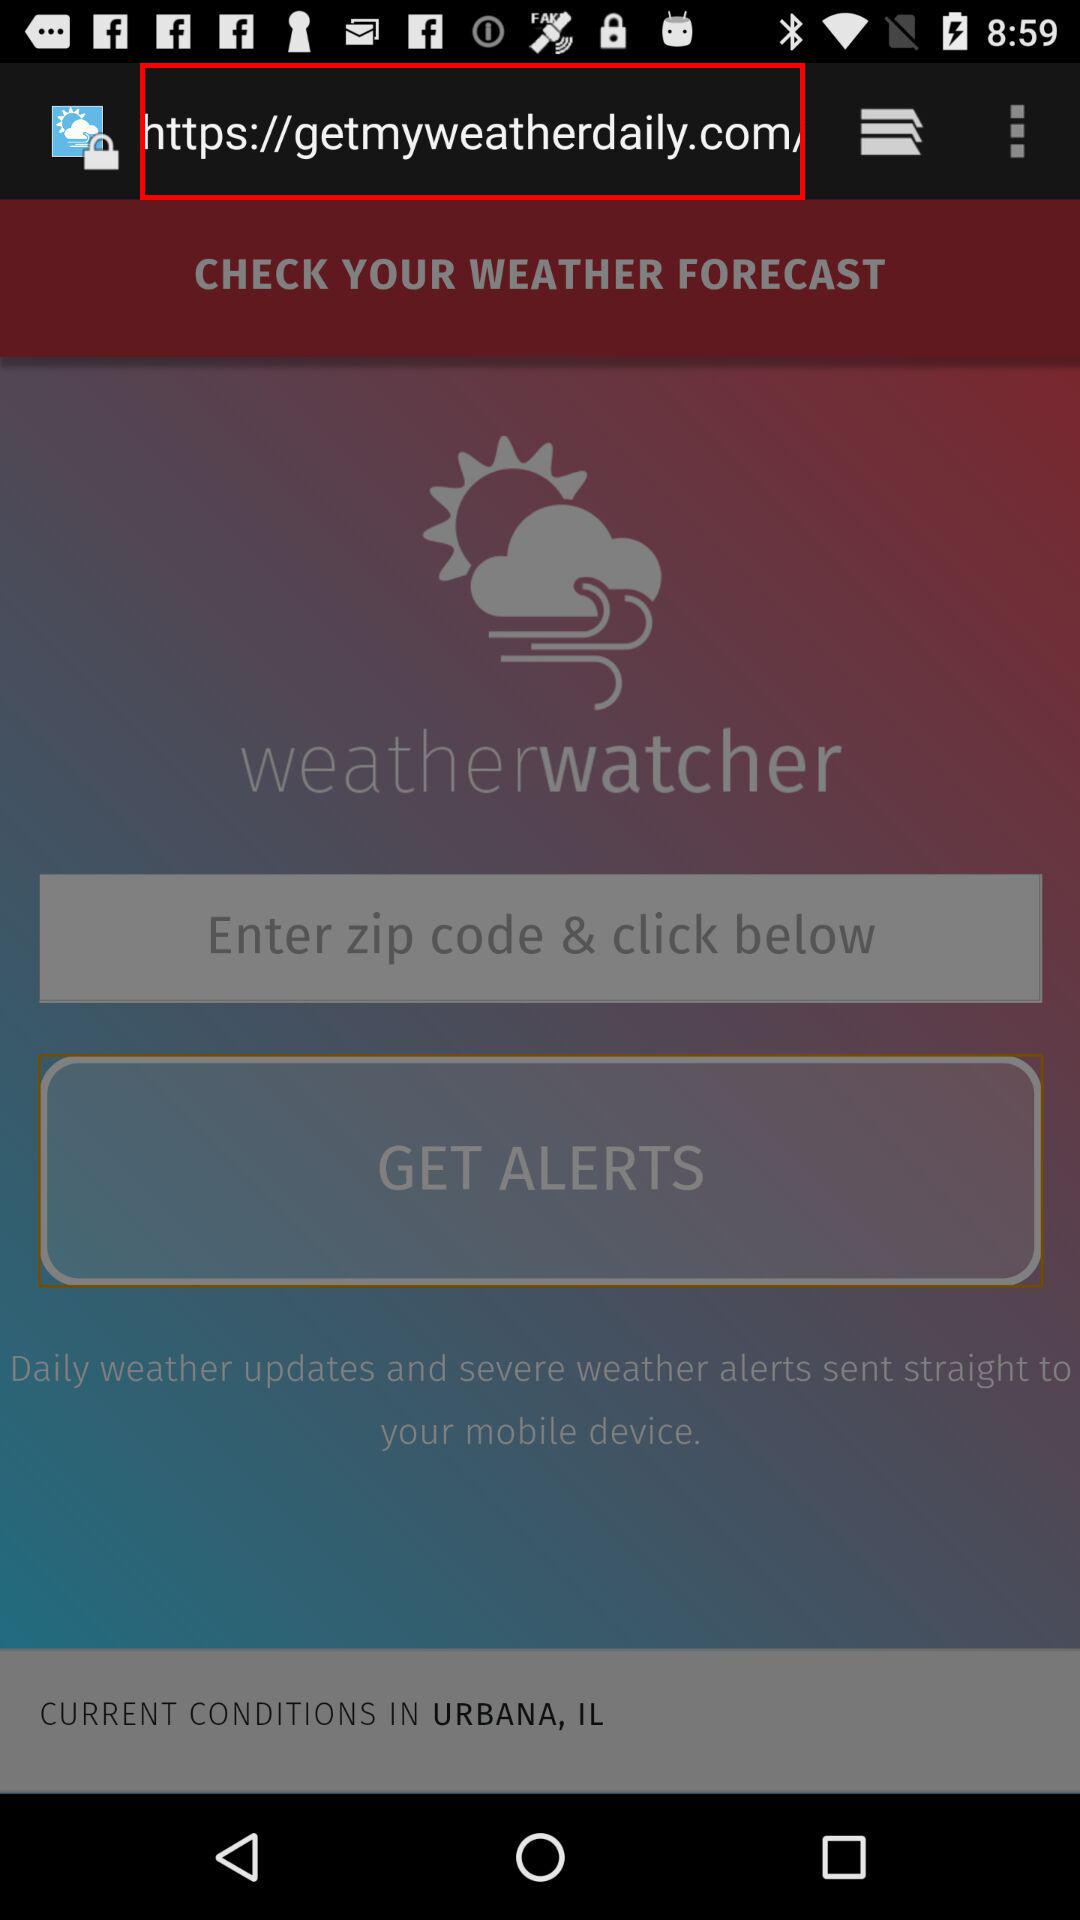 FAKE
8:59
https://getmyweatherdaily.com/
CHECK YOUR WEATHER FORECAST
weatherwatcher
Enter zip code & click below
GET ALERTS
Daily weather updates and severe weather alerts sent straight to
your mobile device.
CURRENT CONDITIONS IN URBANA, IL